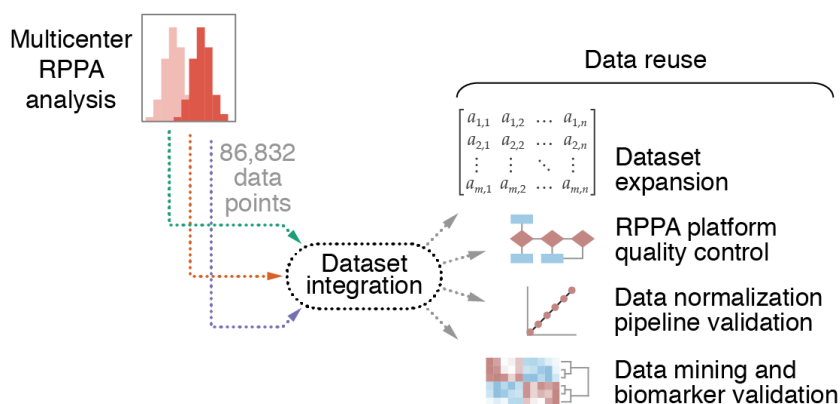 Multicenter
RPPA
analysis
86,832
data
points
Dataset
integration
Data reuse
a1,1 a1,2 … a1,n
a2,1 a2,2 … a2,n
⋮ ⋮ ⋱ ⋮
am,1 am,2 … am,n
Dataset
expansion
RPPA platform
quality control
Data normalization
pipeline validation
Data mining and
biomarker validation